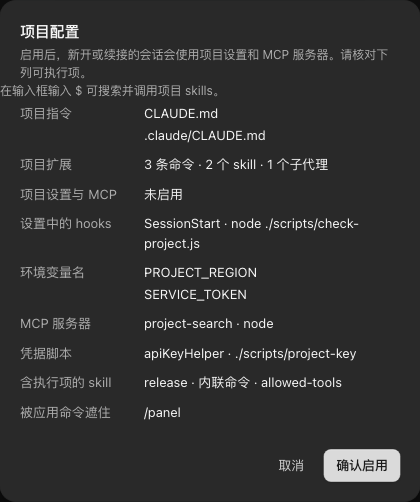 项目配置
启用后，新开或续接的会话会使用项目设置和 MCP 服务器。请核对下
列可执行项。
在输入框输入 $ 可搜索并调用项目 skills。
项目指令 CLAUDE.md
.claude/CLAUDE.md
项目扩展 3 条命令 · 2 个 skill · 1 个子代理
项目设置与 MCP 未启用
设置中的 hooks SessionStart · node ./scripts/check-
project.js
环境变量名 PROJECT_REGION
SERVICE_TOKEN
MCP 服务器 project-search · node
凭据脚本 apiKeyHelper · ./scripts/project-key
含执行项的 skill release · 内联命令 · allowed-tools
被应用命令遮住 /panel
取消 确认启用